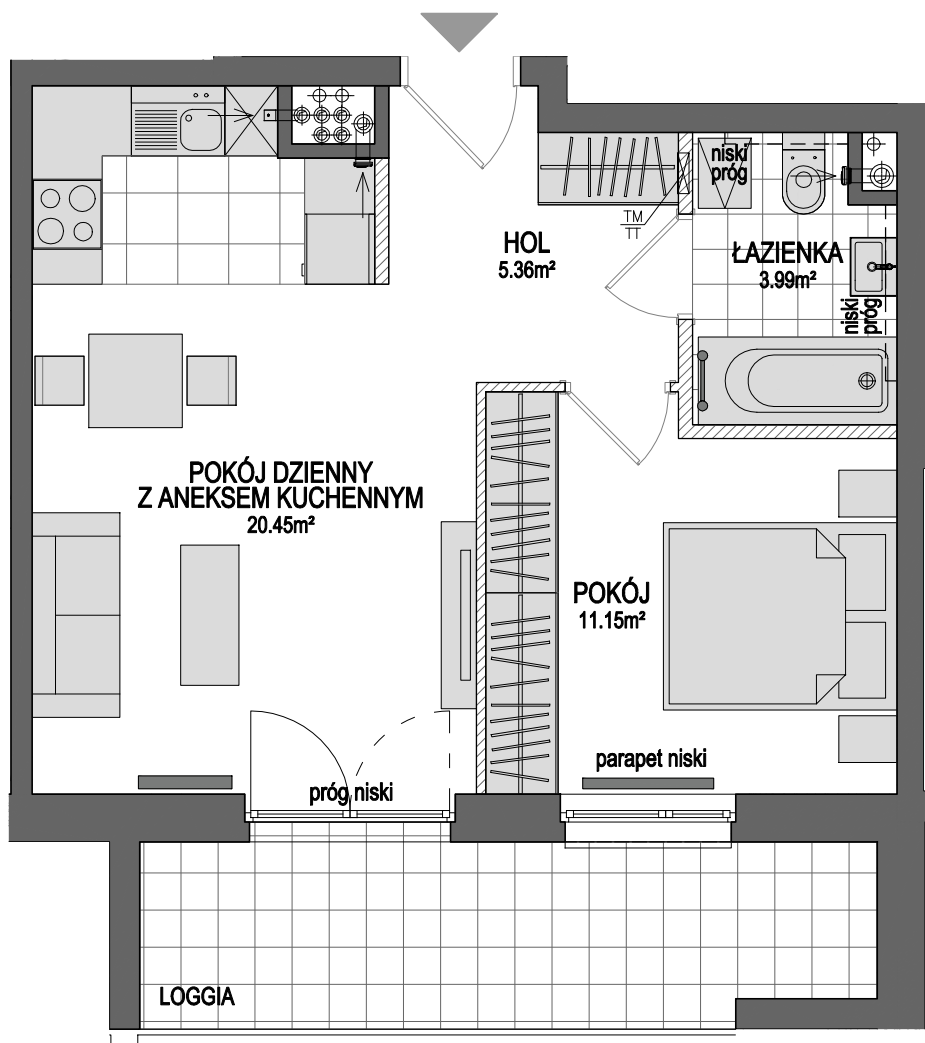 niski
próg
TM
TT
HOL
5.36m²
ŁAZIENKA
3.99m²
niski
próg
POKÓJ DZIENNY
Z ANEKSEM KUCHENNYM
20.45m²
POKÓJ
11.15m²
parapet niski
próg niski
LOGGIA